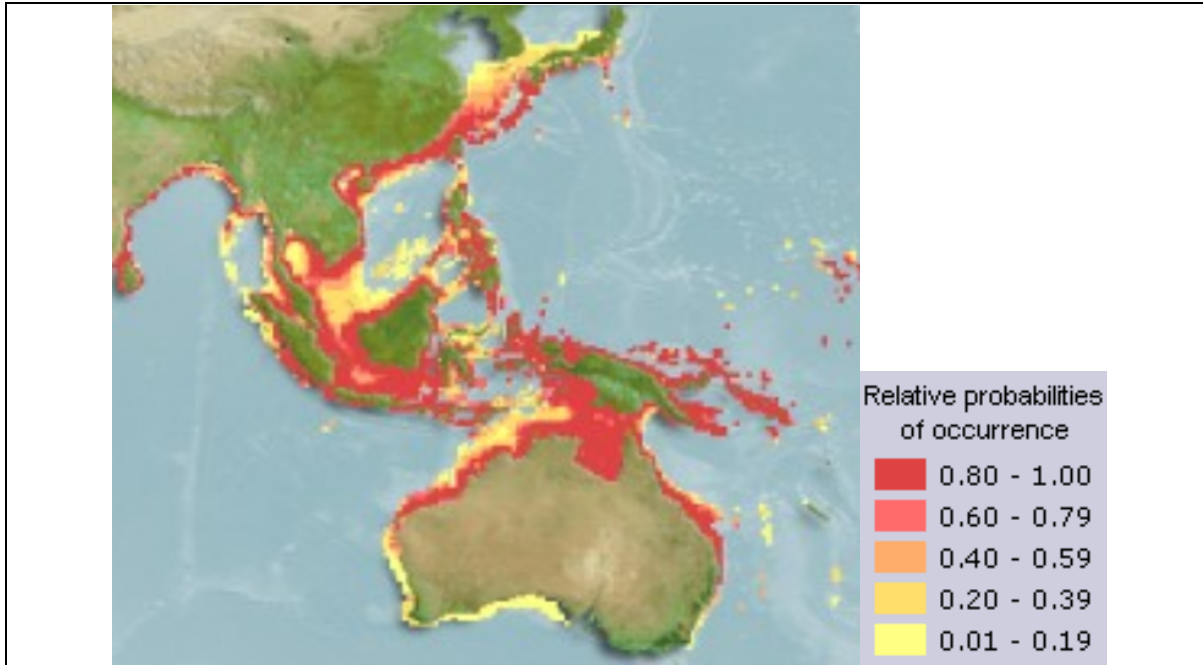 Relative probabilities
of occurrence
0.80 - 1.00
0.60 - 0.79
0.40 - 0.59
0.20 - 0.39
0.01 - 0.19